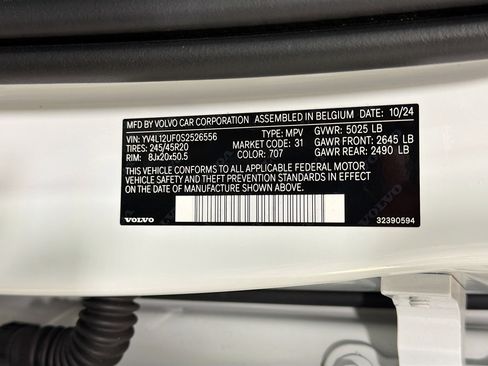 MFD BY VOLVO CAR CORPORATION ASSEMBLED IN BELGIUM DATE: 10/24
VIN: YV4L12UF0S2526556 TYPE: MPV GVWR: 5025 LB
TIRES: 245/45R20 MARKET CODE: 31 GAWR FRONT: 2645 LB
RIM: 8Jx20x50.5 COLOR: 707 GAWR REAR: 2490 LB
THIS VEHICLE CONFORMS TO ALL APPLICABLE FEDERAL MOTOR
VEHICLE SAFETY AND THEFT PREVENTION STANDARDS IN EFFECT
ON THE DATE OF MANUFACTURE SHOWN ABOVE.
VOLVO 32390594